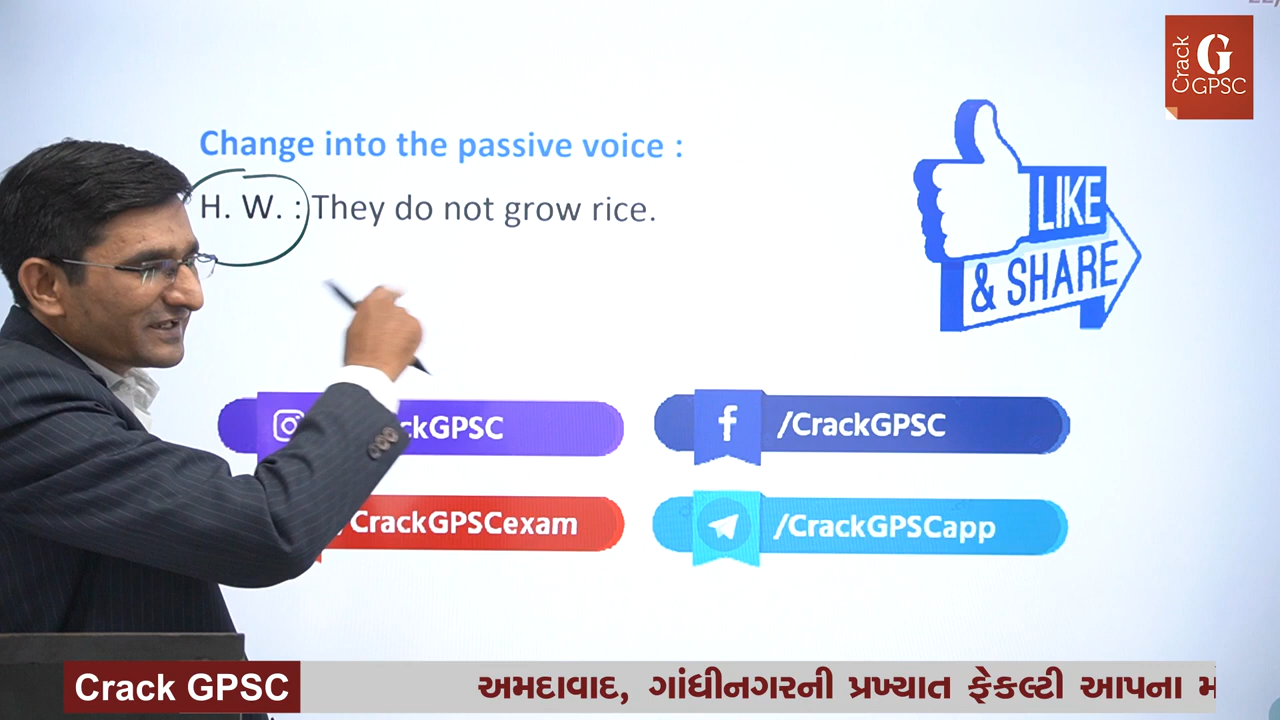 Crack
G
GPSC
Change into the passive voice :
H. W. : They do not grow rice.
LIKE
& SHARE
ckGPSC
/CrackGPSC
/CrackGPSCexam
/CrackGPSCapp
Crack GPSC
અમદાવાદ, ગાંધીનગરની પ્રખ્યાત ફેકલ્ટી આપના